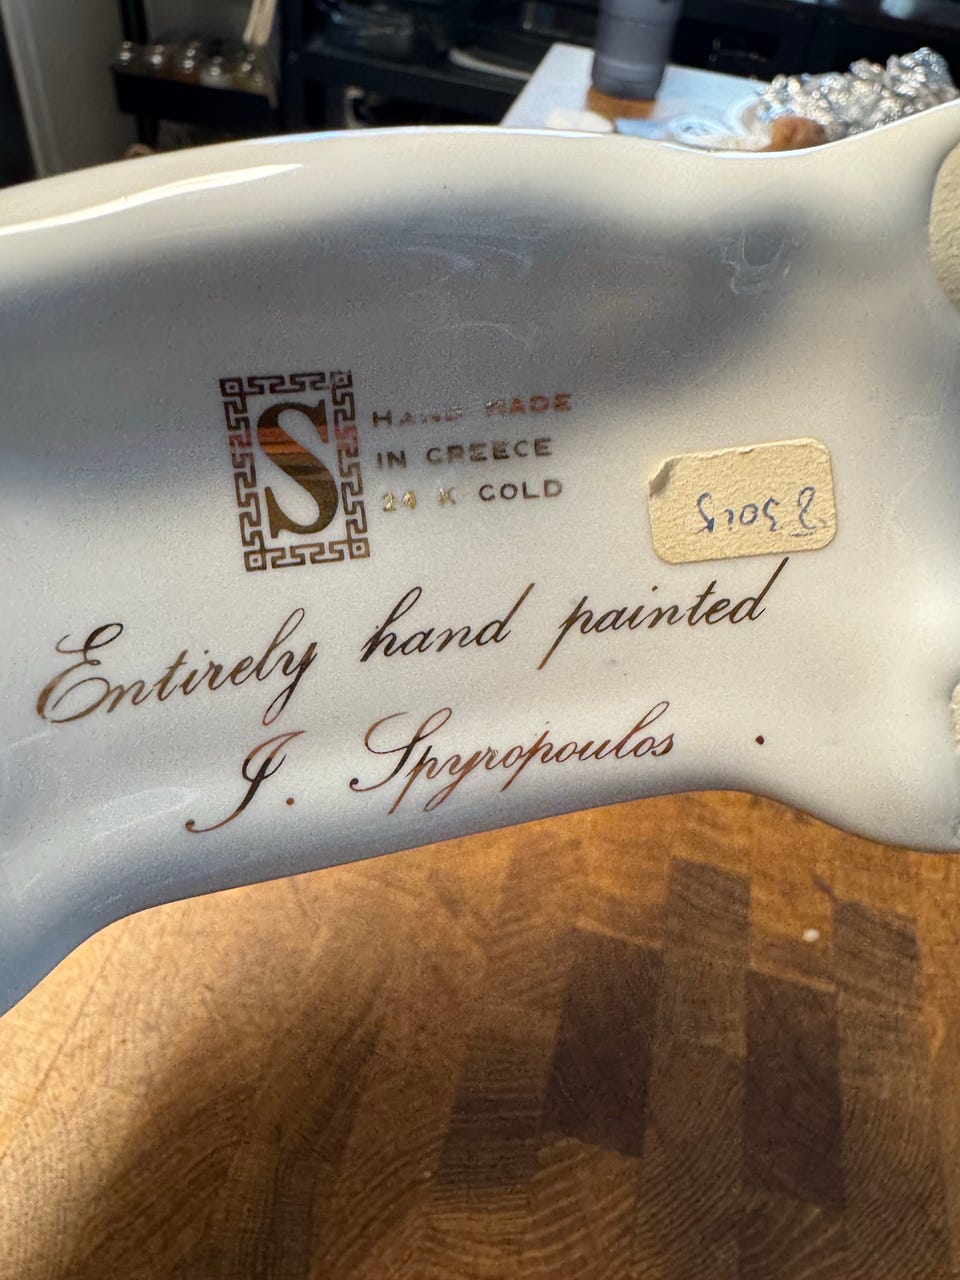 S
HAND MADE
IN GREECE
24 K GOLD
Entirely hand painted
J. Spyropoulos.